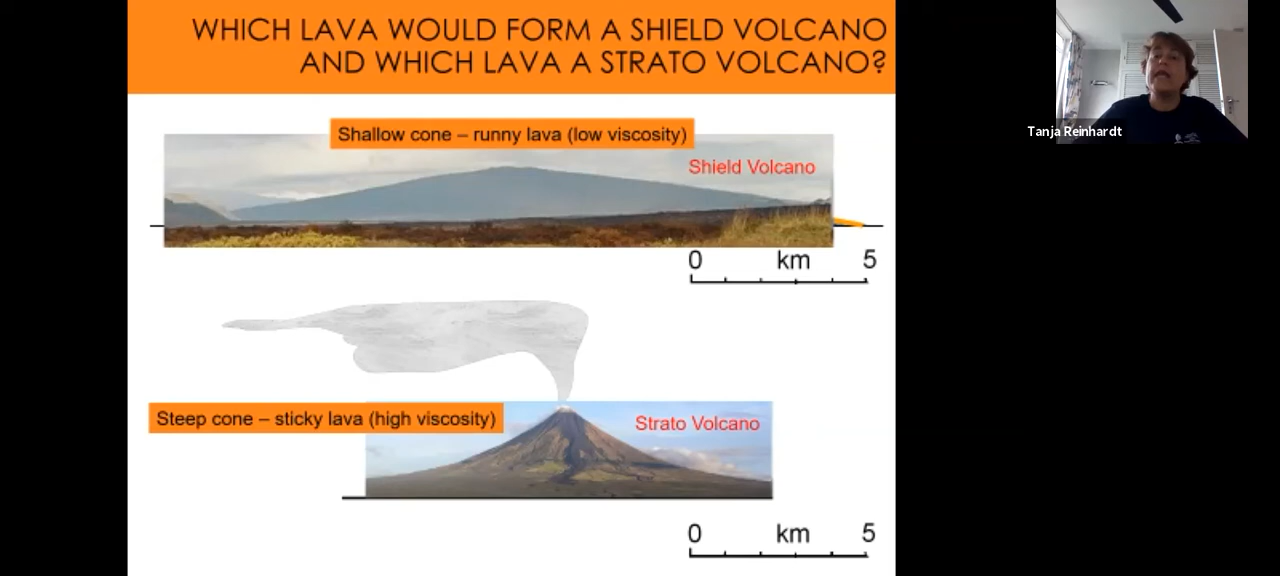 WHICH LAVA WOULD FORM A SHIELD VOLCANO
AND WHICH LAVA A STRATO VOLCANO?
Tanja Reinhardt
Shallow cone – runny lava (low viscosity)
Shield Volcano
0 km 5
Steep cone – sticky lava (high viscosity)
Strato Volcano
0 km 5